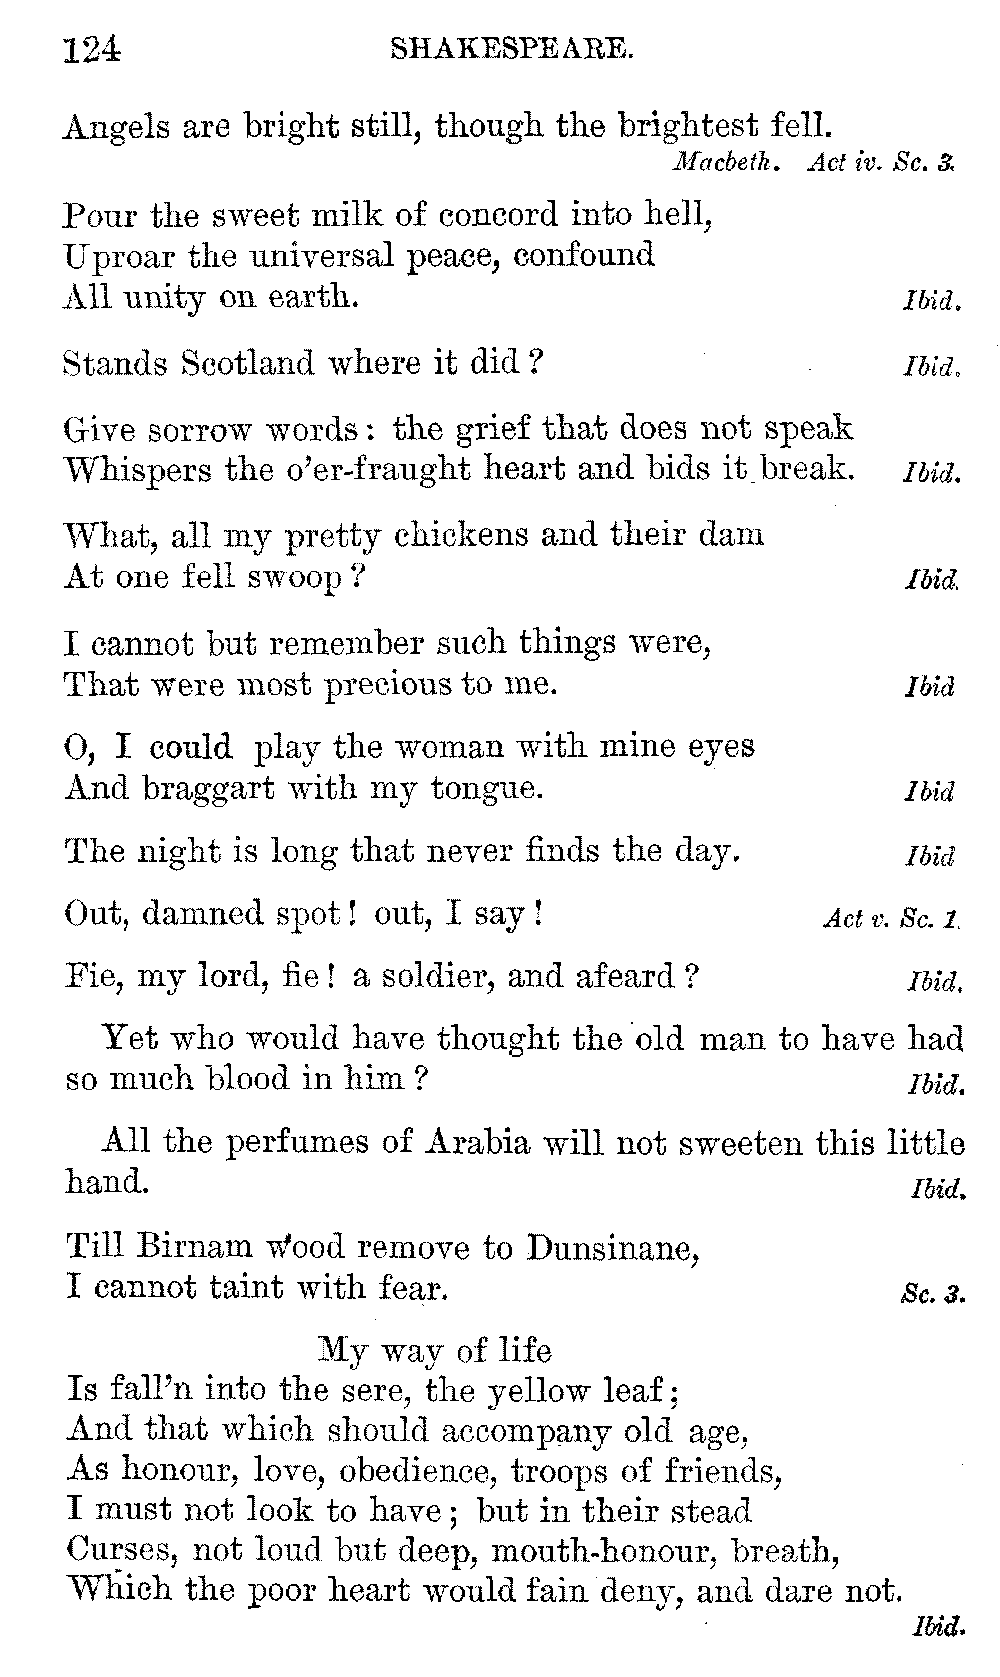 124 SHAKESPEARE.
Angels are bright still, though the brightest fell.
Macbeth. Act iv. Sc. 3.
Pour the sweet milk of concord into hell,
Uproar the universal peace, confound
All unity on earth. Ibid.
Stands Scotland where it did? Ibid.
Give sorrow words: the grief that does not speak
Whispers the o'er-fraught heart and bids it break. Ibid.
What, all my pretty chickens and their dam
At one fell swoop? Ibid.
I cannot but remember such things were,
That were most precious to me. Ibid
O, I could play the woman with mine eyes
And braggart with my tongue. Ibid
The night is long that never finds the day. Ibid
Out, damned spot! out, I say! Act v. Sc. 1.
Fie, my lord, fie! a soldier, and afeard? Ibid.
Yet who would have thought the old man to have had
so much blood in him? Ibid.
All the perfumes of Arabia will not sweeten this little
hand. Ibid.
Till Birnam Wood remove to Dunsinane,
I cannot taint with fear. Sc. 3.
My way of life
Is fall'n into the sere, the yellow leaf;
And that which should accompany old age,
As honour, love, obedience, troops of friends,
I must not look to have; but in their stead
Curses, not loud but deep, mouth-honour, breath,
Which the poor heart would fain deny, and dare not.
Ibid.